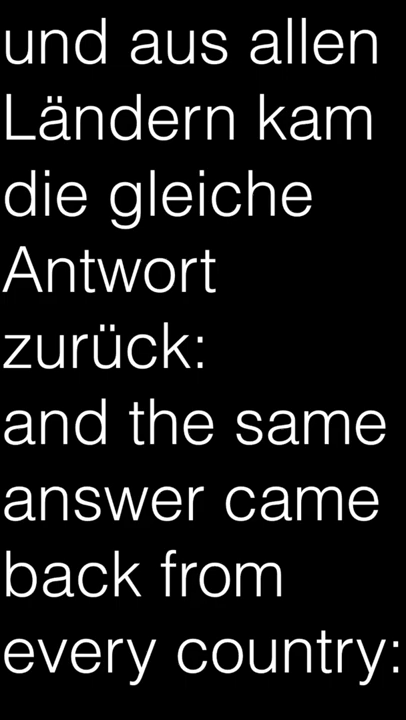 und aus allen
Ländern kam
die gleiche
Antwort
zurück:
and the same
answer came
back from
every country: